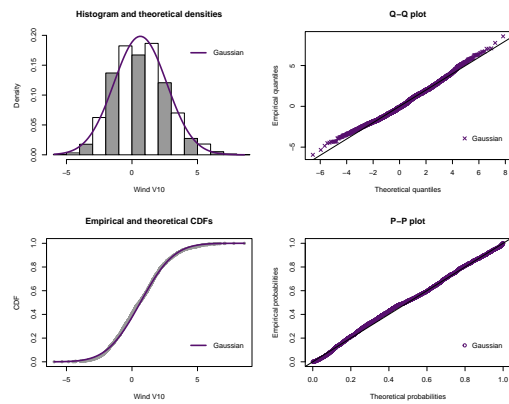 Histogram and theoretical densities
Density
0.00 0.05 0.10 0.15 0.20
Gaussian
−5 0 5
Wind V10
Q−Q plot
Empirical quantiles
−5 0 5
Gaussian
−6 −4 −2 0 2 4 6 8
Theoretical quantiles
Empirical and theoretical CDFs
CDF
0.0 0.2 0.4 0.6 0.8 1.0
Gaussian
−5 0 5
Wind V10
P−P plot
Empirical probabilities
0.0 0.2 0.4 0.6 0.8 1.0
Gaussian
0.0 0.2 0.4 0.6 0.8 1.0
Theoretical probabilities